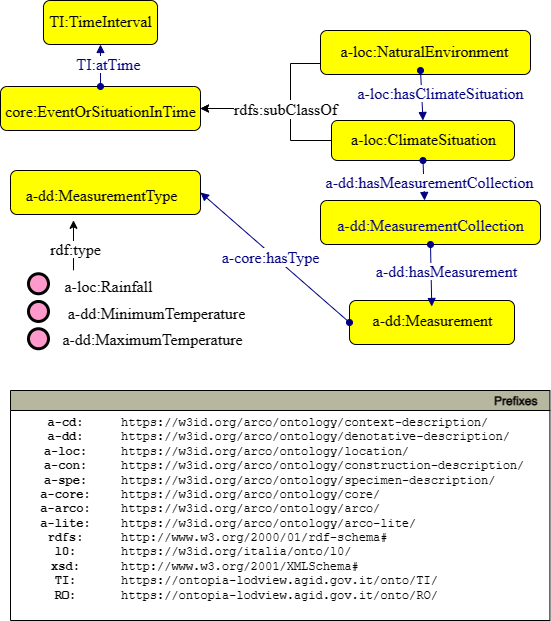 TI:TimeInterval
TI:atTime
core:EventOrSituationInTime
rdfs:subClassOf
a-loc:NaturalEnvironment
a-loc:hasClimateSituation
a-loc:ClimateSituation
a-dd:hasMeasurementCollection
a-dd:MeasurementCollection
a-dd:hasMeasurement
a-dd:Measurement
a-core:hasType
a-dd:MeasurementType
rdf:type
a-loc:Rainfall
a-dd:MinimumTemperature
a-dd:MaximumTemperature
Prefixes
a-cd: https://w3id.org/arco/ontology/context-description/
a-dd: https://w3id.org/arco/ontology/denotative-description/
a-loc: https://w3id.org/arco/ontology/location/
a-con: https://w3id.org/arco/ontology/construction-description/
a-spe: https://w3id.org/arco/ontology/specimen-description/
a-core: https://w3id.org/arco/ontology/core/
a-arco: https://w3id.org/arco/ontology/arco/
a-lite: https://w3id.org/arco/ontology/arco-lite/
rdfs: http://www.w3.org/2000/01/rdf-schema#
l0: https://w3id.org/italia/onto/l0/
xsd: http://www.w3.org/2001/XMLSchema#
TI: https://ontopia-lodview.agid.gov.it/onto/TI/
RO: https://ontopia-lodview.agid.gov.it/onto/RO/